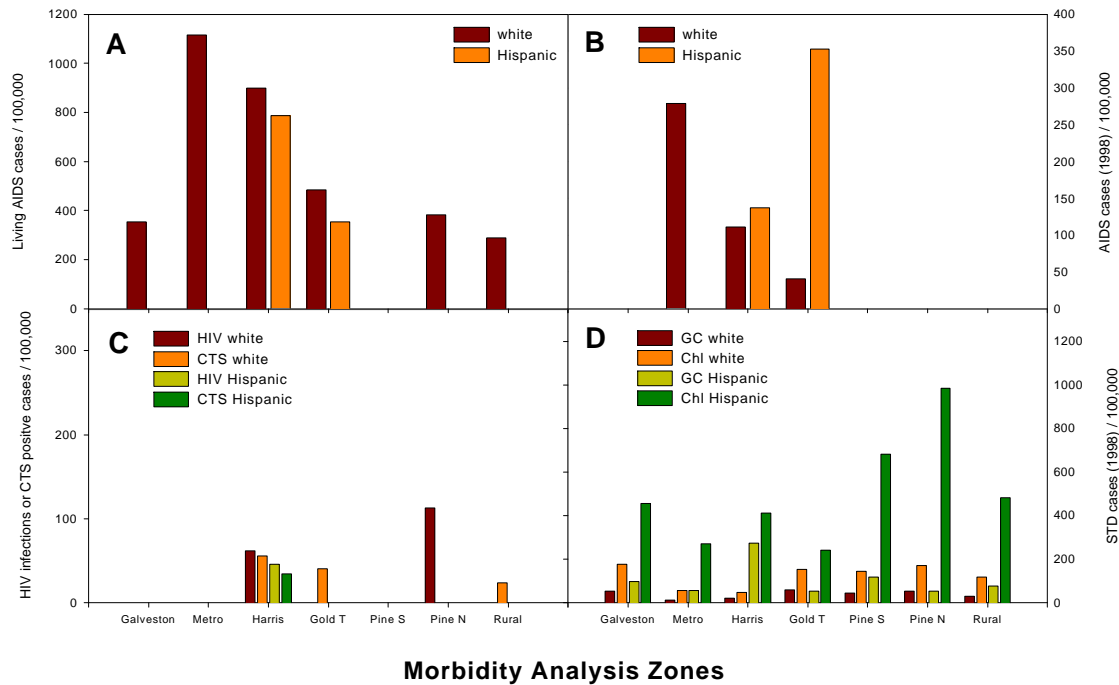 1200
1000
800
600
400
200
0
Living AIDS cases / 100,000
A
white
Hispanic
B
white
Hispanic
400
350
300
250
200
150
100
50
0
AIDS cases (1998) / 100,000
300
200
100
0
HIV infections or CTS positve cases / 100,000
C
HIV white
CTS white
HIV Hispanic
CTS Hispanic
Galveston Metro Harris Gold T Pine S Pine N Rural
D
GC white
Chl white
GC Hispanic
Chl Hispanic
1200
1000
800
600
400
200
0
STD cases (1998) / 100,000
Galveston Metro Harris Gold T Pine S Pine N Rural
Morbidity Analysis Zones